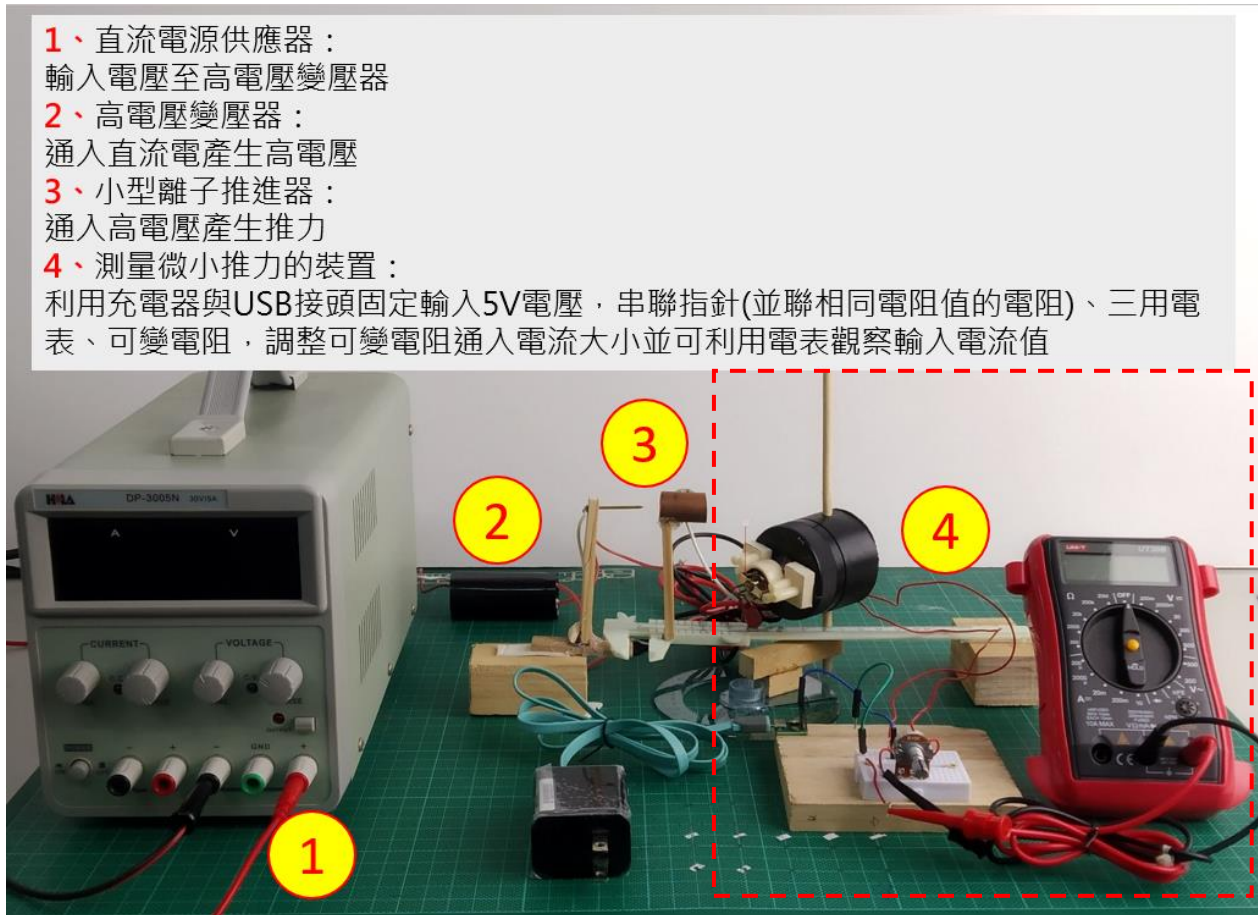 1、直流電源供應器：
輸入電壓至高電壓變壓器
2、高電壓變壓器：
通入直流電產生高電壓
3、小型離子推進器：
通入高電壓產生推力
4、測量微小推力的裝置：
利用充電器與USB接頭固定輸入5V電壓，串聯指針(並聯相同電阻值的電阻)、三用電
表、可變電阻，調整可變電阻通入電流大小並可利用電表觀察輸入電流值
3
2
4
DP-3005N 30V/5A
A V
CURRENT VOLTAGE
- + - GND +
OFF
HOLD
10A MAX
1